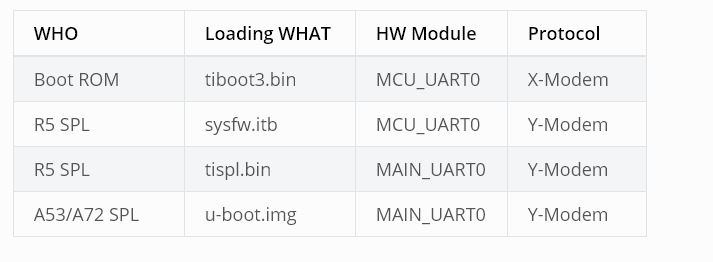 WHO Loading WHAT HW Module Protocol
Boot ROM tiboot3.bin MCU_UART0 X-Modem
R5 SPL sysfw.itb MCU_UART0 Y-Modem
R5 SPL tispl.bin MAIN_UART0 Y-Modem
A53/A72 SPL u-boot.img MAIN_UART0 Y-Modem